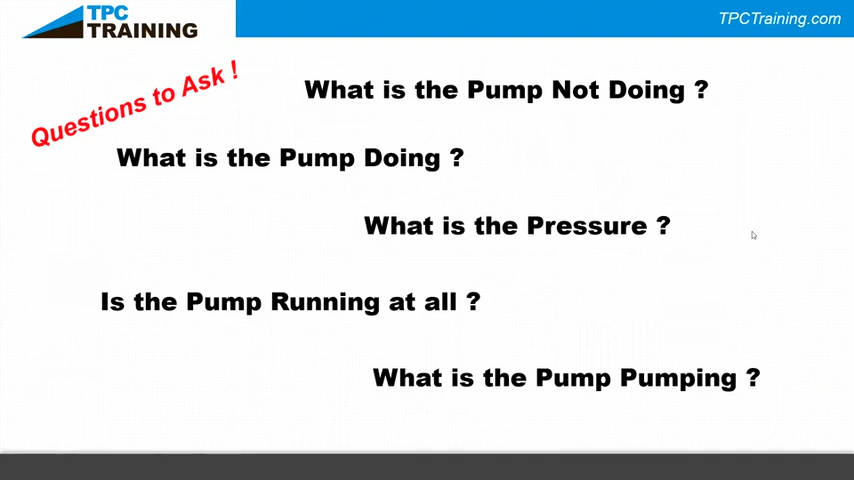 TPC
TRAINING
TPCTraining.com
Questions to Ask !
What is the Pump Not Doing ?
What is the Pump Doing ?
What is the Pressure ?
Is the Pump Running at all ?
What is the Pump Pumping ?